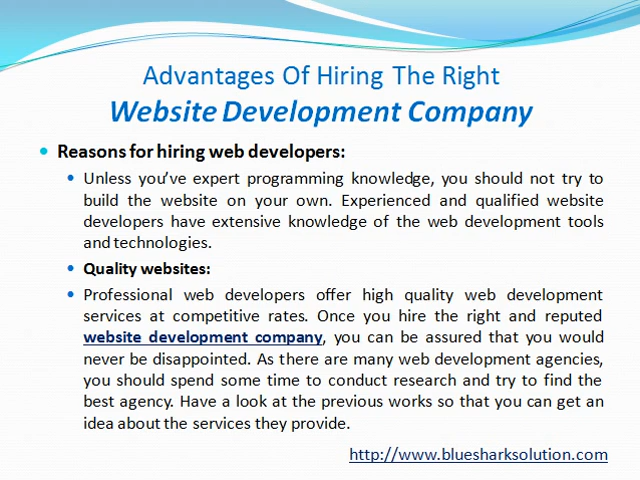 Advantages Of Hiring The Right
Website Development Company
Reasons for hiring web developers:
Unless you’ve expert programming knowledge, you should not try to
build the website on your own. Experienced and qualified website
developers have extensive knowledge of the web development tools
and technologies.
Quality websites:
Professional web developers offer high quality web development
services at competitive rates. Once you hire the right and reputed
website development company, you can be assured that you would
never be disappointed. As there are many web development agencies,
you should spend some time to conduct research and try to find the
best agency. Have a look at the previous works so that you can get an
idea about the services they provide.
http://www.bluesharksolution.com